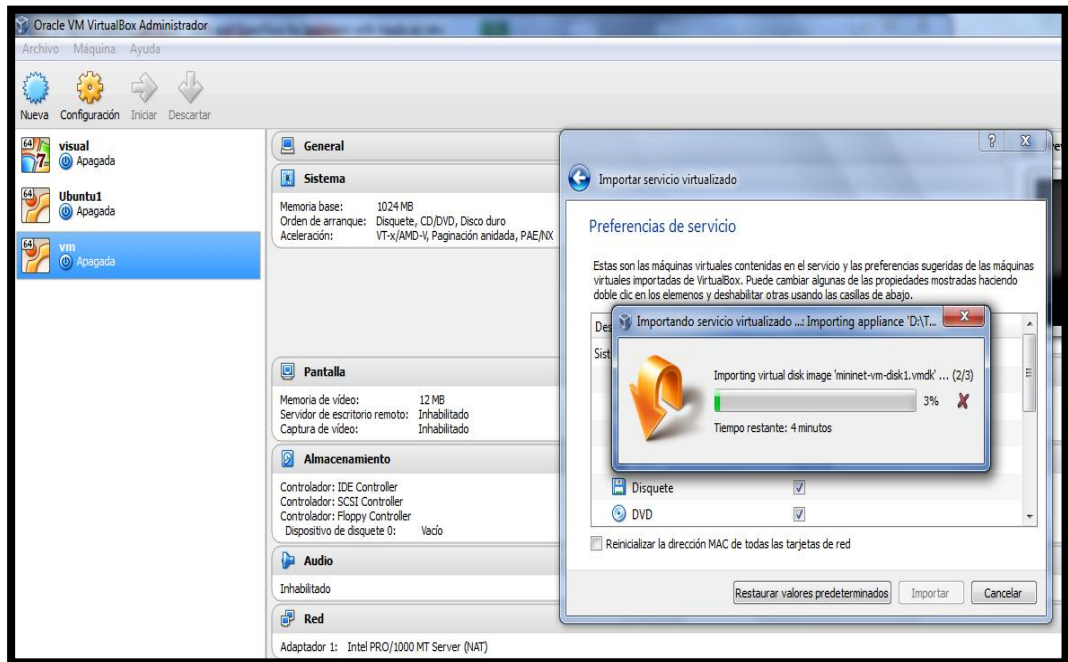 Oracle VM VirtualBox Administrador
Archivo Máquina Ayuda
Nueva Configuración Iniciar Descartar
64 visual
7 Apagada
64 Ubuntu1
Apagada
64 vm
Apagada
General
Sistema
Memoria base: 1024 MB
Orden de arranque: Disquete, CD/DVD, Disco duro
Aceleración: VT-x/AMD-V, Paginación anidada, PAE/NX
Pantalla
Memoria de vídeo: 12 MB
Servidor de escritorio remoto: Inhabilitado
Captura de vídeo: Inhabilitado
Almacenamiento
Controlador: IDE Controller
Controlador: SCSI Controller
Controlador: Floppy Controller
Dispositivo de disquete 0: Vacío
Audio
Inhabilitado
Red
Adaptador 1: Intel PRO/1000 MT Server (NAT)
Importar servicio virtualizado
Preferencias de servicio
Estas son las máquinas virtuales contenidas en el servicio y las preferencias sugeridas de las máquinas
virtuales importadas de VirtualBox. Puede cambiar algunas de las propiedades mostradas haciendo
doble clic en los elemenos y deshabilitar otras usando las casillas de abajo.
Des
Sist
Importando servicio virtualizado ...: Importing appliance 'D:\T...
Importing virtual disk image 'mininet-vm-disk1.vmdk' ... (2/3)
3%
Tiempo restante: 4 minutos
Disquete
DVD
Reinicializar la dirección MAC de todas las tarjetas de red
Restaurar valores predeterminados Importar Cancelar